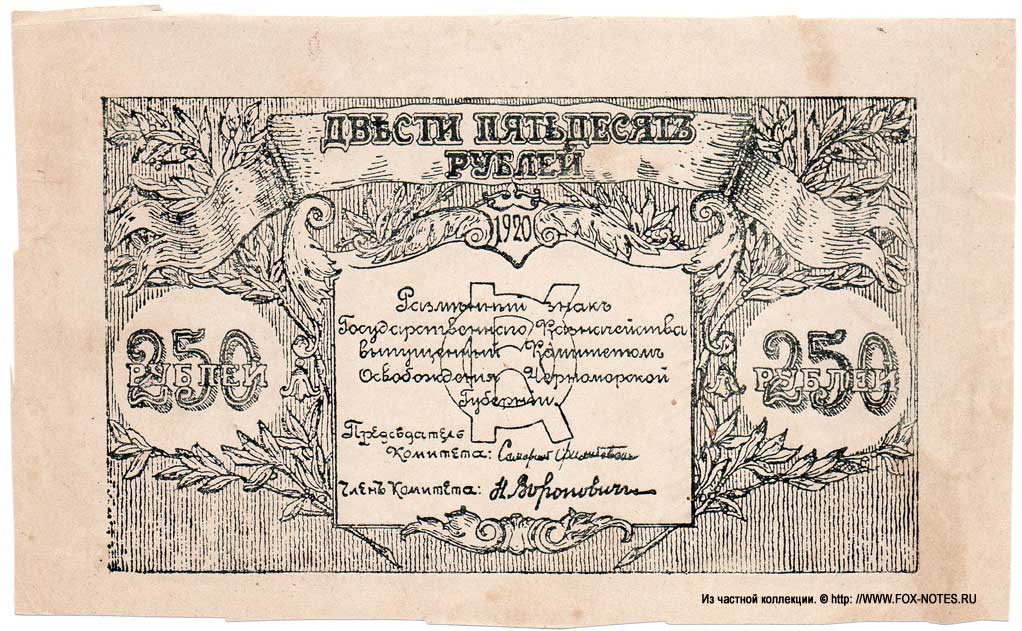 ДВѢСТИ ПЯТЬДЕСЯТЪ
РУБЛЕЙ
1920
Размѣнный знакъ
Государственнаго Казначейства
выпущенный Комитетомъ
Освобожденія Черноморской
Губерніи.
250
РУБЛЕЙ
250
РУБЛЕЙ
Предсѣдатель
Комитета:
Членъ Комитета: Н. Вороновичъ
Из частной коллекции. © http: //WWW.FOX-NOTES.RU